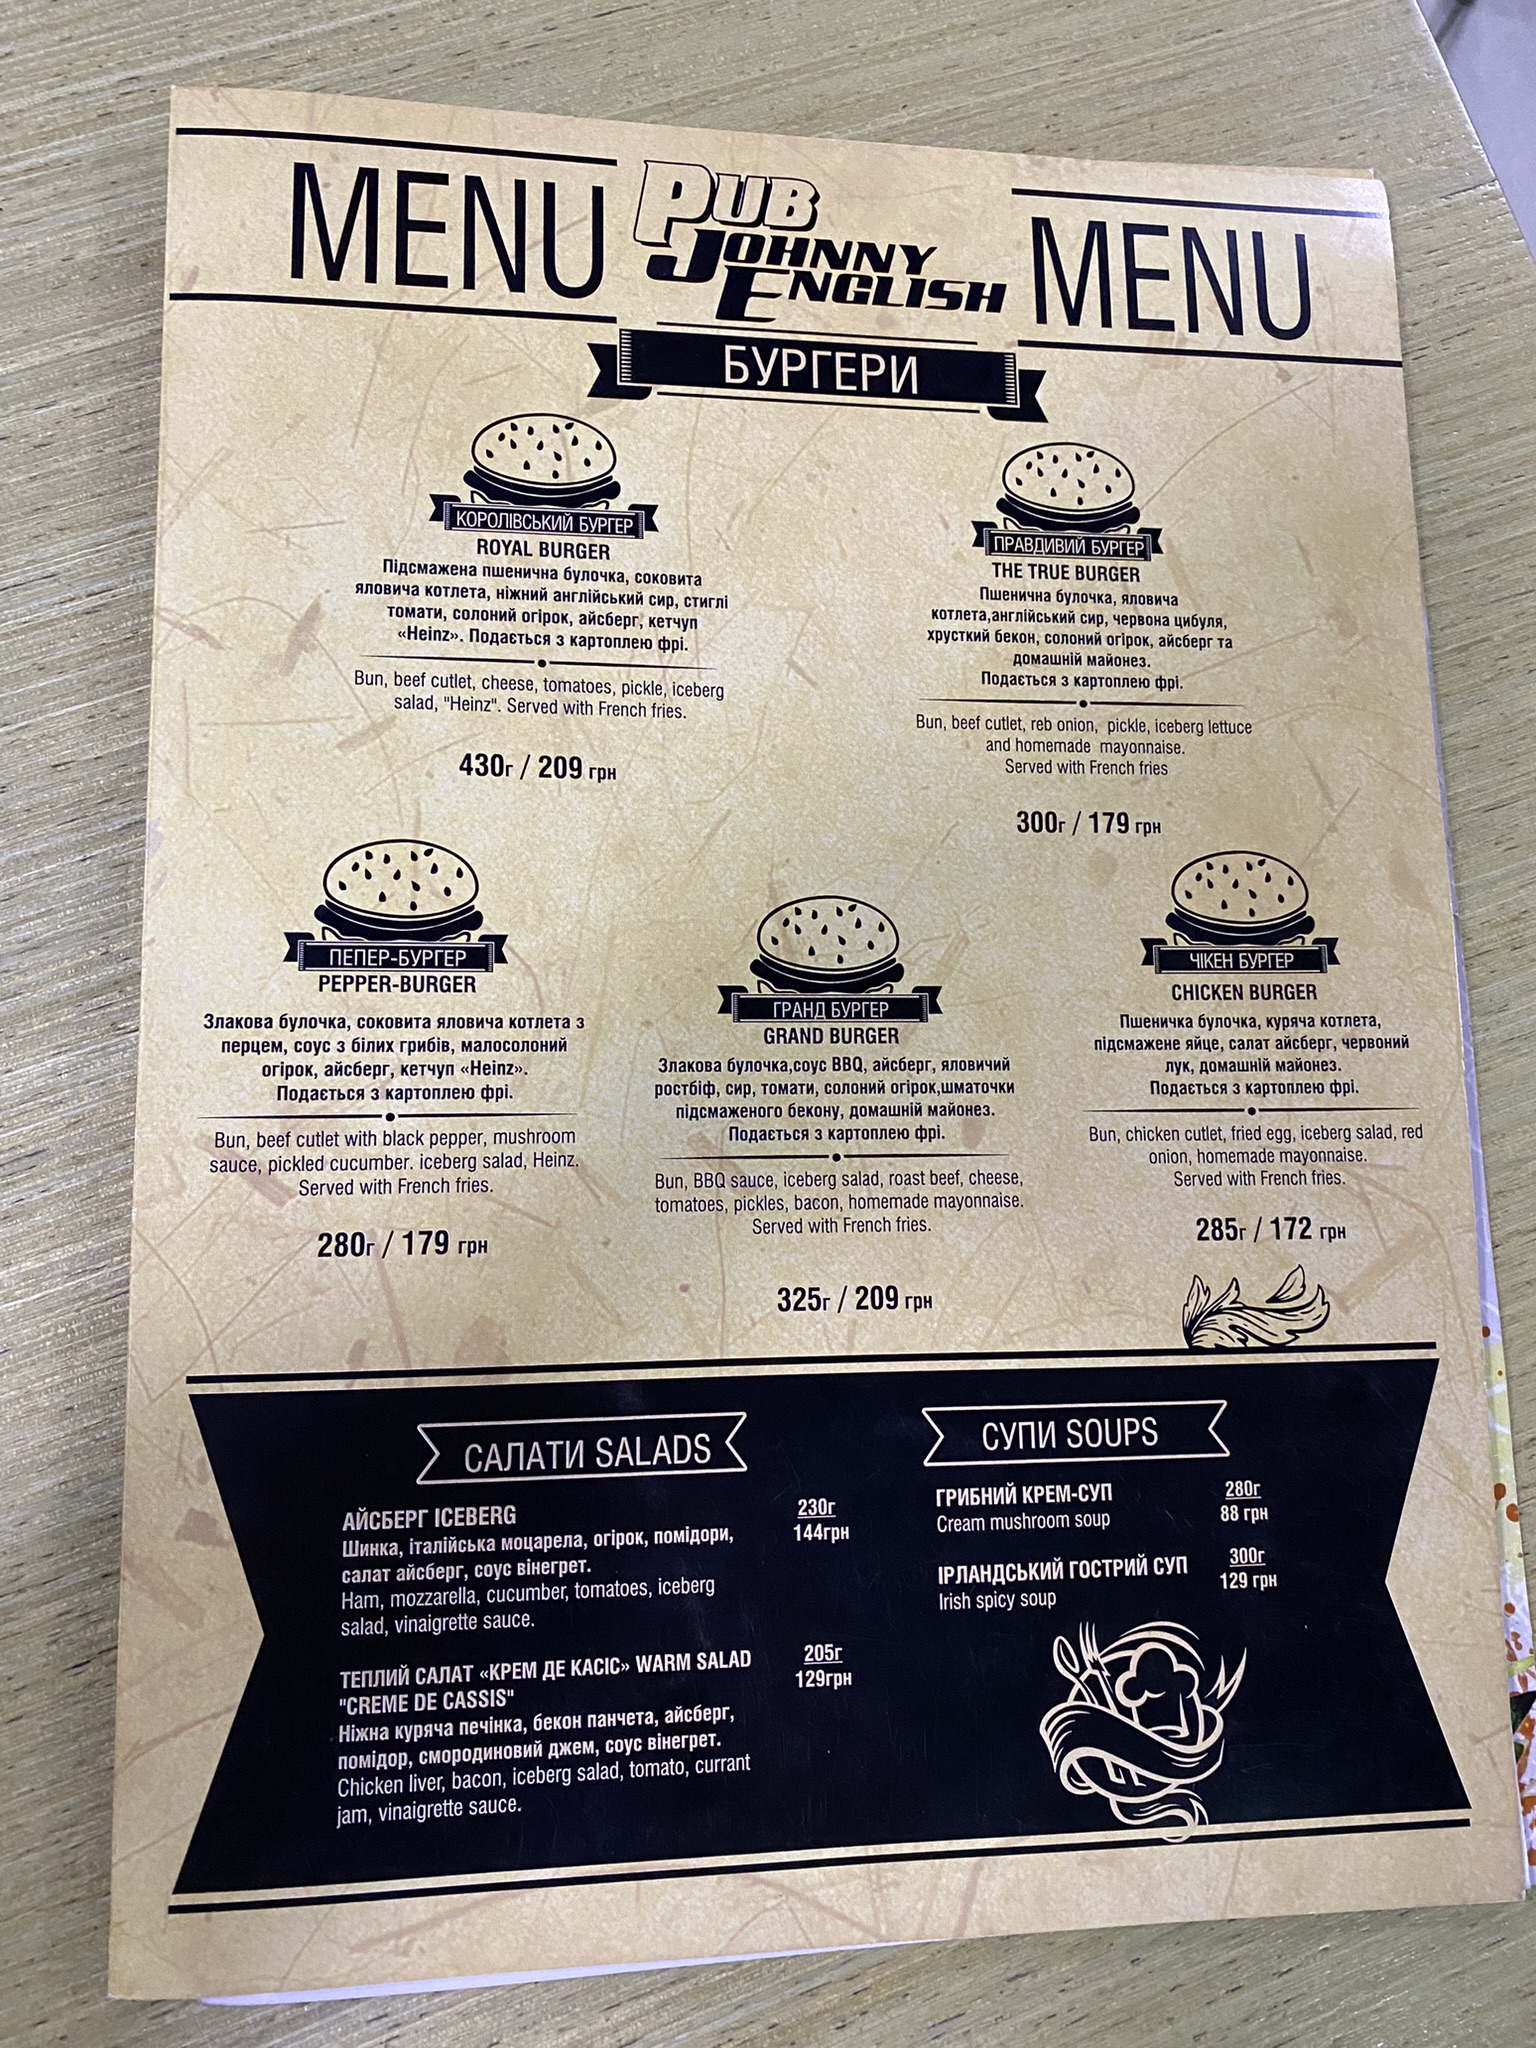 MENU
PUB
JOHNNY
ENGLISH
MENU
БУРГЕРИ
КОРОЛІВСЬКИЙ БУРГЕР
ROYAL BURGER
Підсмажена пшенична булочка, соковита
яловича котлета, ніжний англійський сир, стиглі
томати, солоний огірок, айсберг, кетчуп
«Heinz». Подається з картоплею фрі.
Bun, beef cutlet, cheese, tomatoes, pickle, iceberg
salad, "Heinz". Served with French fries.
430г / 209 грн
ПРАВДИВИЙ БУРГЕР
THE TRUE BURGER
Пшенична булочка, яловича
котлета,англійський сир, червона цибуля,
хрусткий бекон, солоний огірок, айсберг та
домашній майонез.
Подається з картоплею фрі.
Bun, beef cutlet, reb onion, pickle, iceberg lettuce
and homemade mayonnaise.
Served with French fries
300г / 179 грн
ПЕПЕР-БУРГЕР
PEPPER-BURGER
Злакова булочка, соковита яловича котлета з
перцем, соус з білих грибів, малосолоний
огірок, айсберг, кетчуп «Heinz».
Подається з картоплею фрі.
Bun, beef cutlet with black pepper, mushroom
sauce, pickled cucumber. iceberg salad, Heinz.
Served with French fries.
280г / 179 грн
ГРАНД БУРГЕР
GRAND BURGER
Злакова булочка,соус BBQ, айсберг, яловичий
ростбіф, сир, томати, солоний огірок,шматочки
підсмаженого бекону, домашній майонез.
Подається з картоплею фрі.
Bun, BBQ sauce, iceberg salad, roast beef, cheese,
tomatoes, pickles, bacon, homemade mayonnaise.
Served with French fries.
325г / 209 грн
ЧІКЕН БУРГЕР
CHICKEN BURGER
Пшеничка булочка, куряча котлета,
підсмажене яйце, салат айсберг, червоний
лук, домашній майонез.
Подається з картоплею фрі.
Bun, chicken cutlet, fried egg, iceberg salad, red
onion, homemade mayonnaise.
Served with French fries.
285г / 172 грн
САЛАТИ SALADS
АЙСБЕРГ ICEBERG
230г
144грн
Шинка, італійська моцарела, огірок, помідори,
салат айсберг, соус вінегрет.
Ham, mozzarella, cucumber, tomatoes, iceberg
salad, vinaigrette sauce.
ТЕПЛИЙ САЛАТ «КРЕМ ДЕ КАСІС» WARM SALAD
"CREME DE CASSIS"
205г
129грн
Ніжна куряча печінка, бекон панчета, айсберг,
помідор, смородиновий джем, соус вінегрет.
Chicken liver, bacon, iceberg salad, tomato, currant
jam, vinaigrette sauce.
СУПИ SOUPS
ГРИБНИЙ КРЕМ-СУП
Cream mushroom soup
280г
88 грн
ІРЛАНДСЬКИЙ ГОСТРИЙ СУП
Irish spicy soup
300г
129 грн